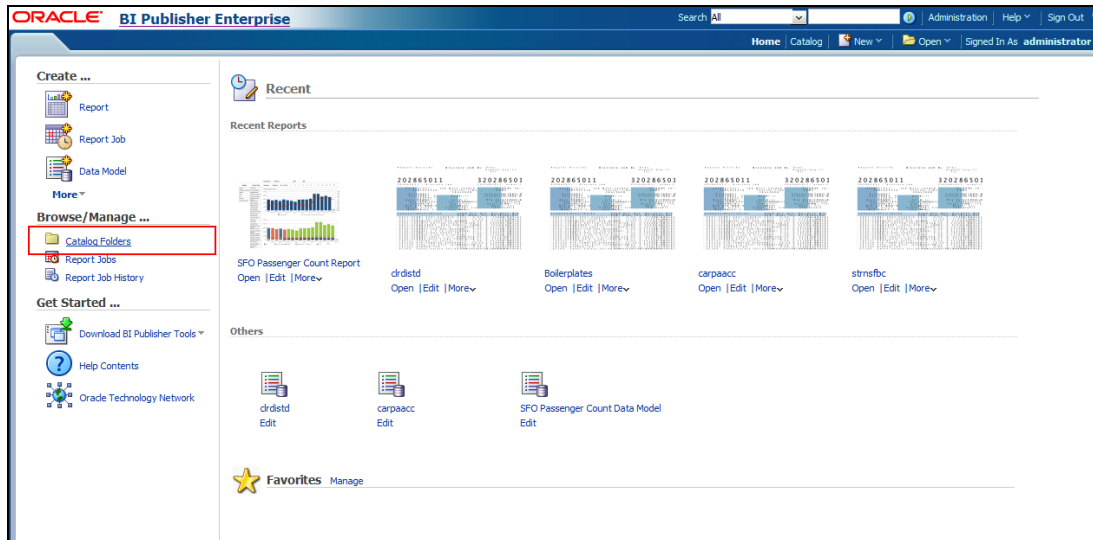 ORACLE BI Publisher Enterprise
Search All
Administration Help Sign Out
Home Catalog New Open Signed In As administrator
Create ...
Report
Report Job
Data Model
More
Browse/Manage ...
Catalog Folders
Report Jobs
Report Job History
Get Started ...
Download BI Publisher Tools
Help Contents
Oracle Technology Network
Recent
Recent Reports
202865011 320286501
202865011 320286501
202865011 320286501
202865011 320286501
SFO Passenger Count Report
Open |Edit |More
drdistd
Open |Edit |More
Boilerplates
Open |Edit |More
carpaacc
Open |Edit |More
strnsfbc
Open |Edit |More
Others
drdistd
Edit
carpaacc
Edit
SFO Passenger Count Data Model
Edit
Favorites Manage